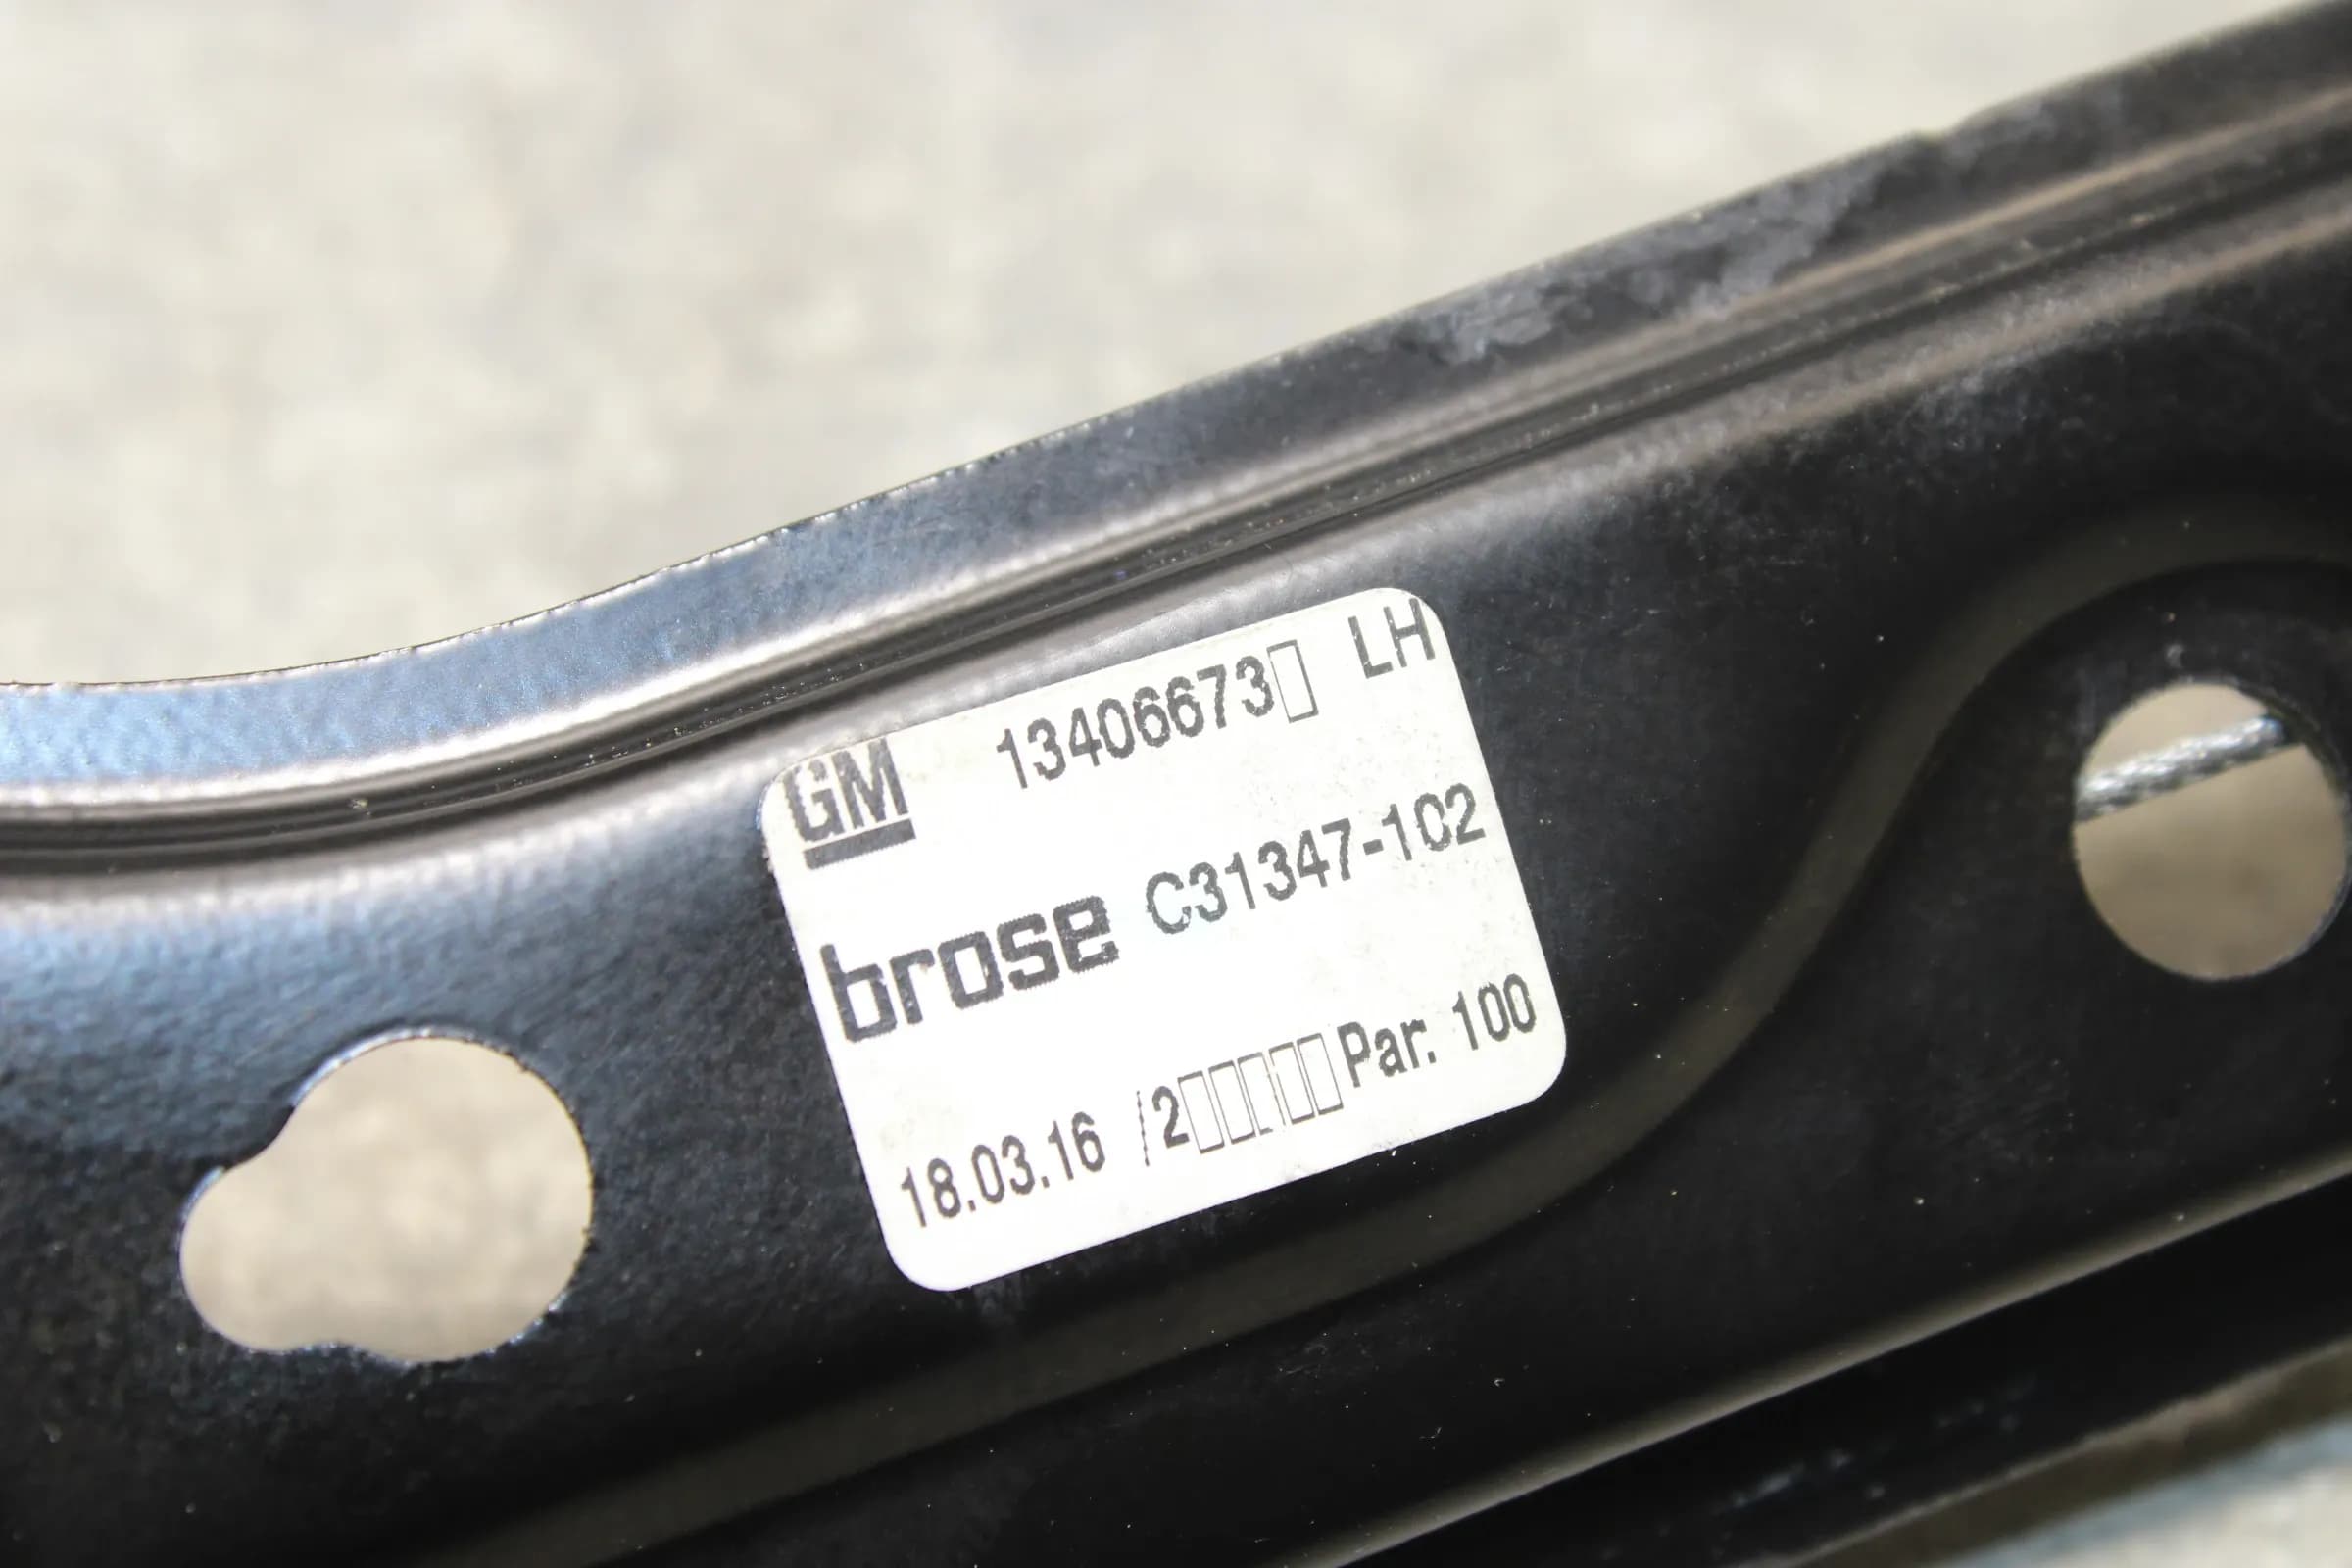 GM 13406673▯ LH
brose C31347-102
18.03.16 /2▯▯▯▯▯Par. 100